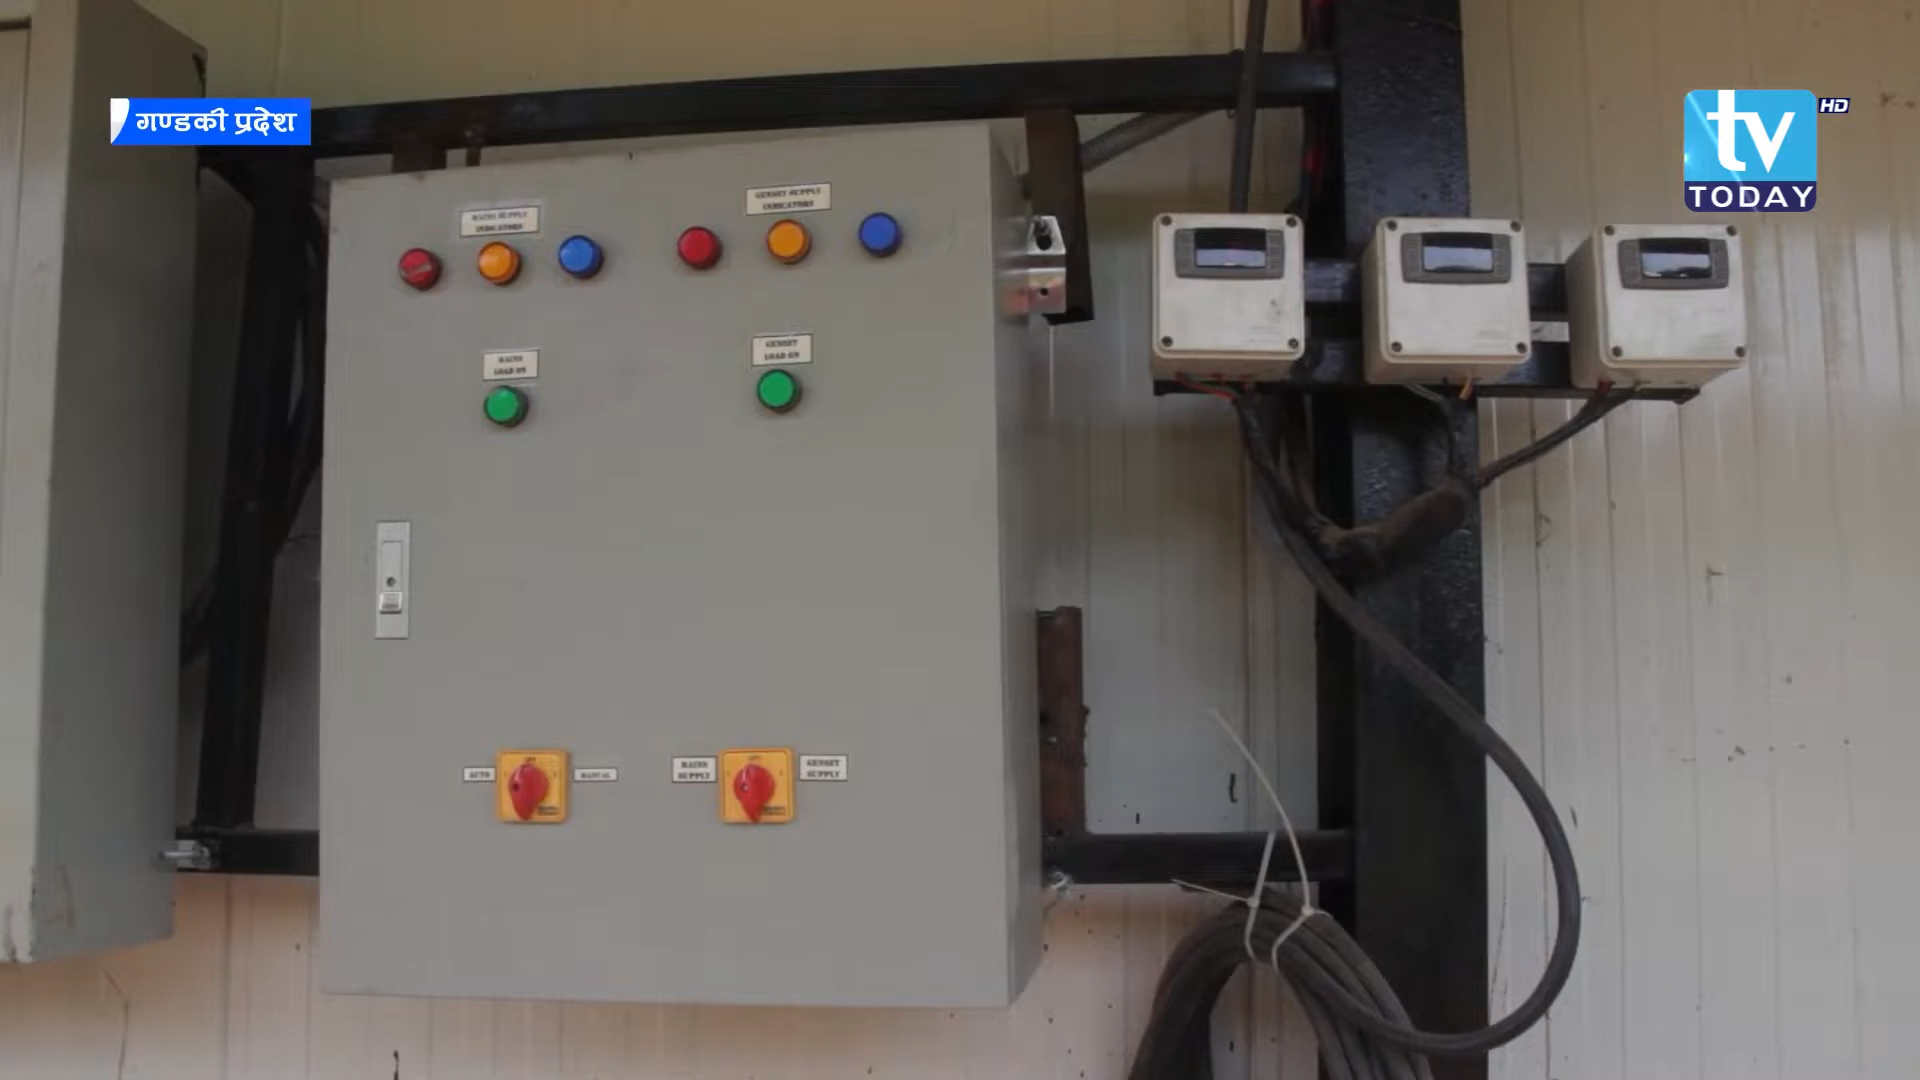 गण्डकी प्रदेश
tv HD
TODAY
MAINS SUPPLY
INDICATORS
GENSET SUPPLY
INDICATORS
MAINS
LOAD ON
GENSET
LOAD ON
AUTO
MANUAL
MAINS
SUPPLY
GENSET
SUPPLY